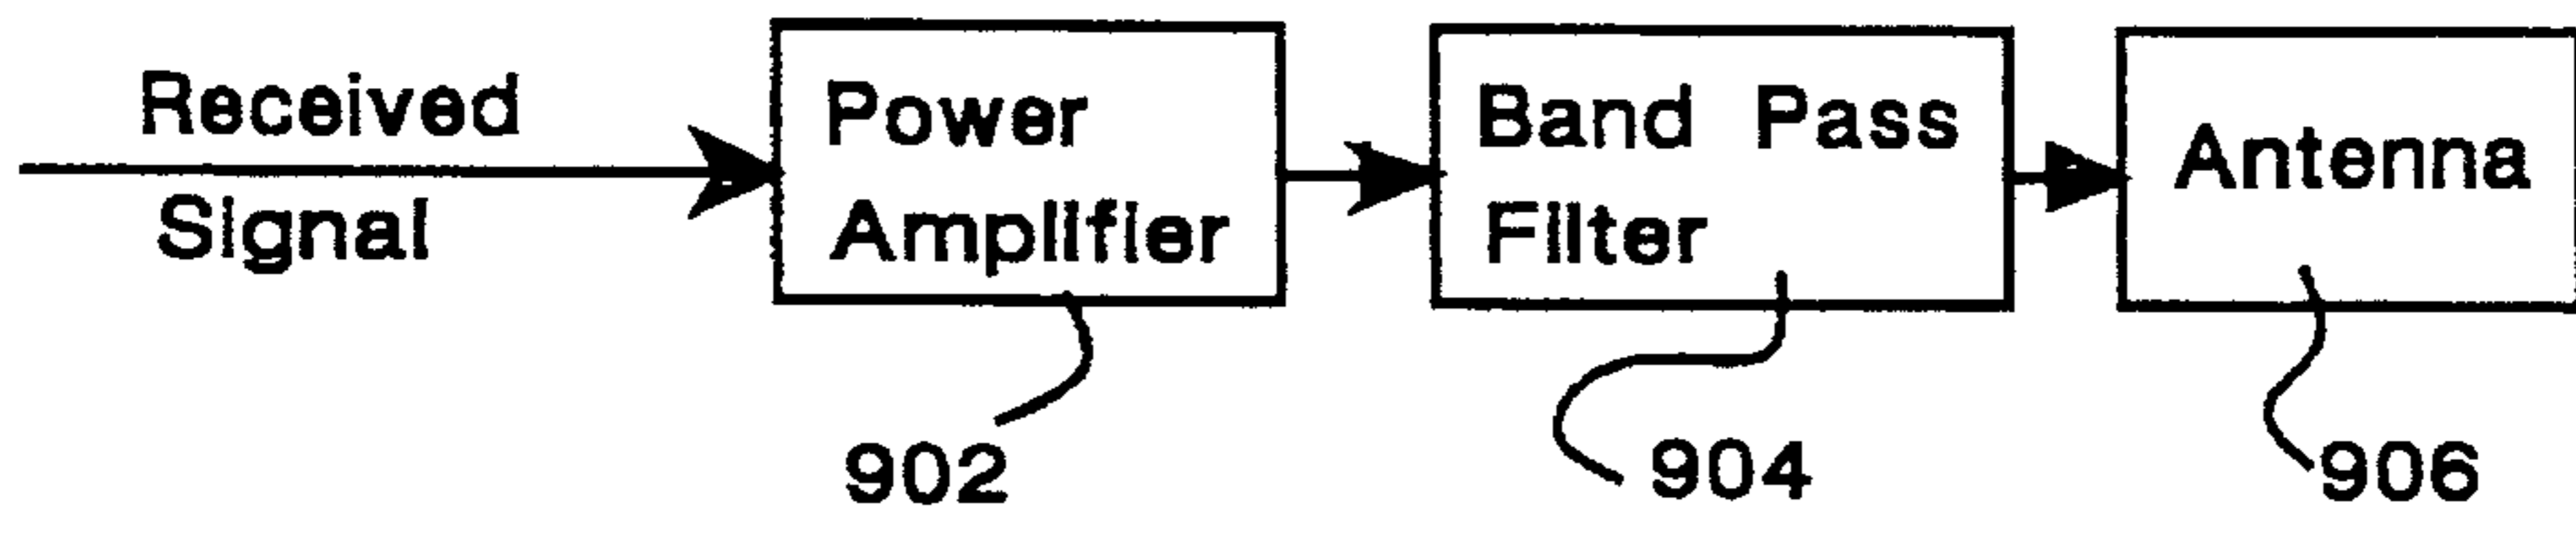 Received
Signal
Power
Amplifier
Band Pass
Filter
Antenna
902
904
906